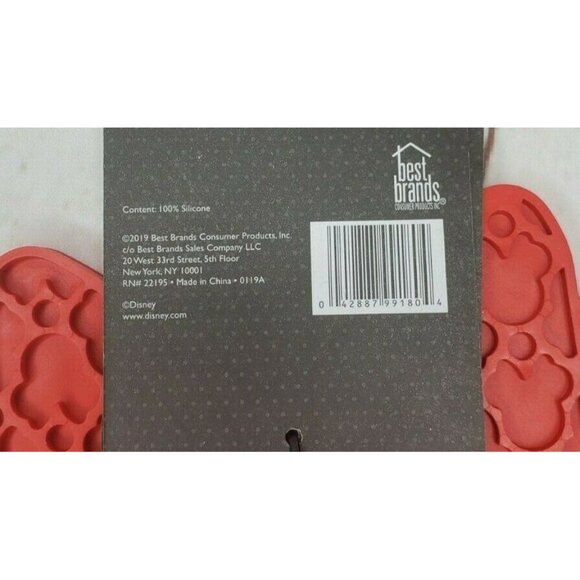 best
brands
CONSUMER PRODUCTS INC.
®
Content: 100% Silicone
©2019 Best Brands Consumer Products, Inc.
c/o Best Brands Sales Company LLC
20 West 33rd Street, 5th Floor
New York, NY 10001
RN# 22195 • Made in China • 0119A
©Disney
www.disney.com
0 42887 99180 4